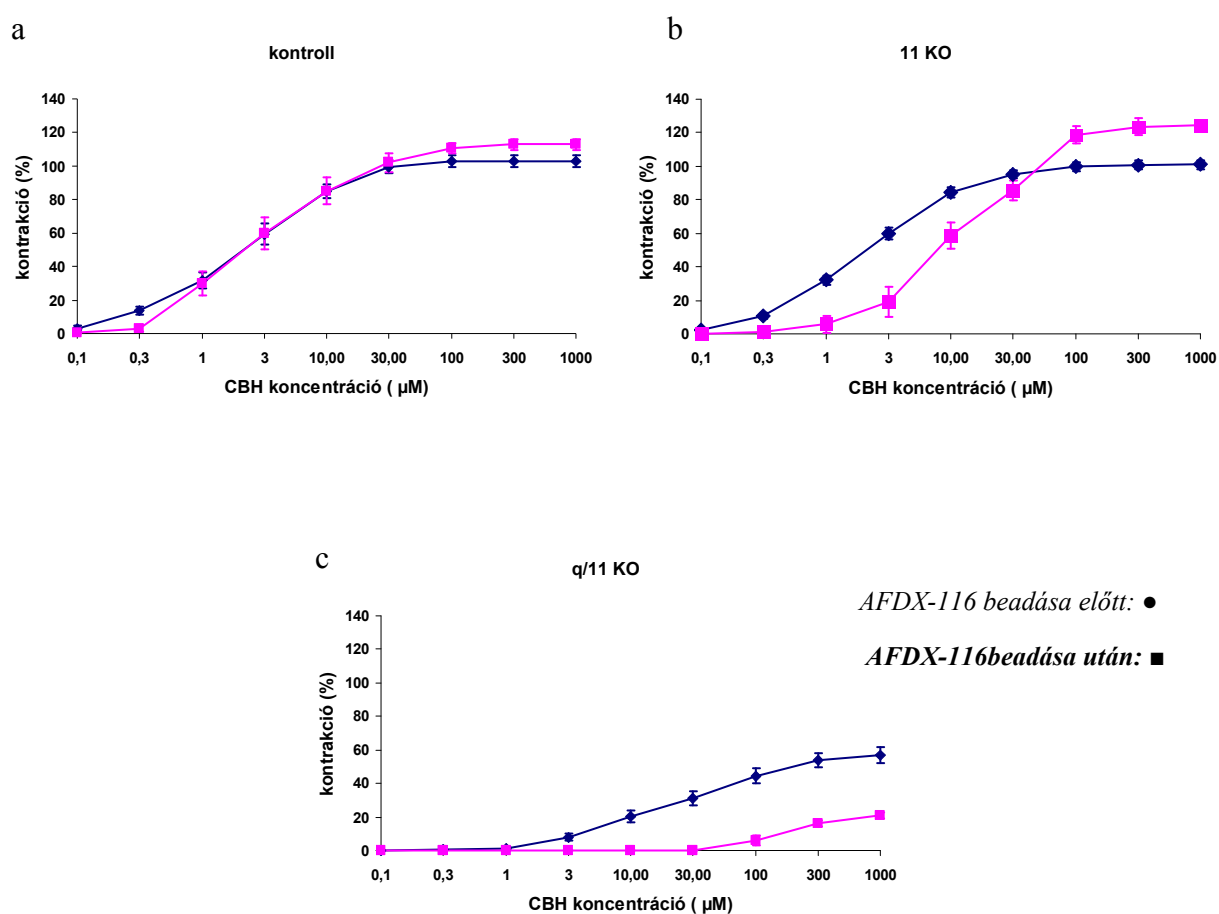 a
kontroll
kontrakció (%)
140
120
100
80
60
40
20
0
0,1 0,3 1 3 10,00 30,00 100 300 1000
CBH koncentráció ( µM)
b
11 KO
kontrakció (%)
140
120
100
80
60
40
20
0
0,1 0,3 1 3 10,00 30,00 100 300 1000
CBH koncentráció ( µM)
c
q/11 KO
kontrakció (%)
140
120
100
80
60
40
20
0
0,1 0,3 1 3 10,00 30,00 100 300 1000
CBH koncentráció ( µM)
AFDX-116 beadása előtt: ●
AFDX-116beadása után: ■